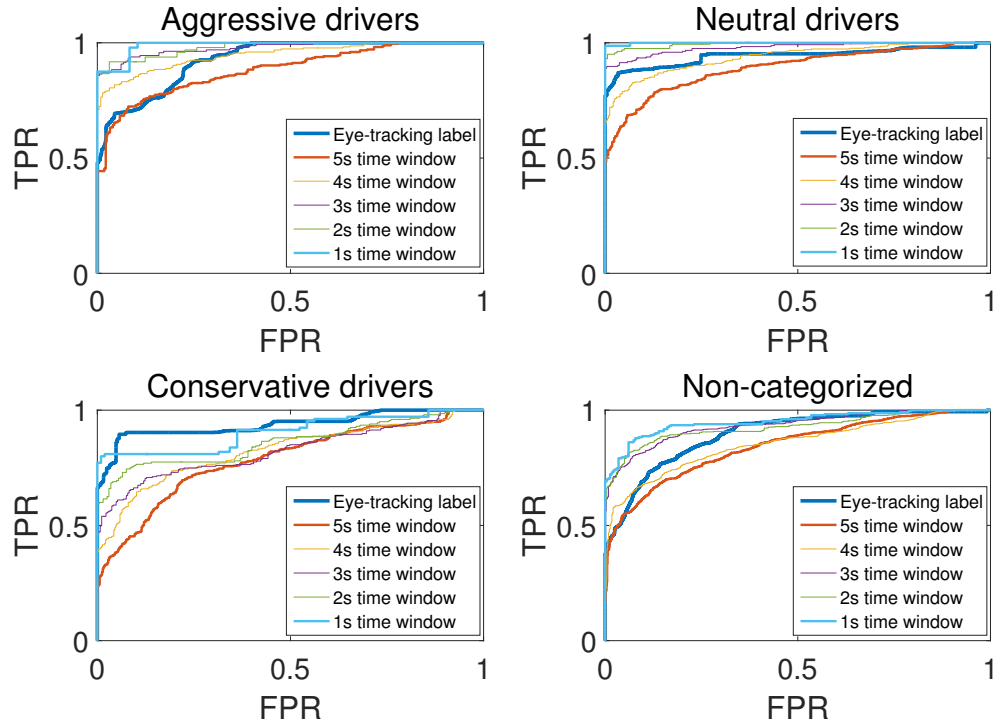 Aggressive drivers
1
TPR
0.5
0
0
0.5
1
FPR
Eye-tracking label
5s time window
4s time window
3s time window
2s time window
1s time window
Neutral drivers
1
TPR
0.5
0
0
0.5
1
FPR
Eye-tracking label
5s time window
4s time window
3s time window
2s time window
1s time window
Conservative drivers
1
TPR
0.5
0
0
0.5
1
FPR
Eye-tracking label
5s time window
4s time window
3s time window
2s time window
1s time window
Non-categorized
1
TPR
0.5
0
0
0.5
1
FPR
Eye-tracking label
5s time window
4s time window
3s time window
2s time window
1s time window